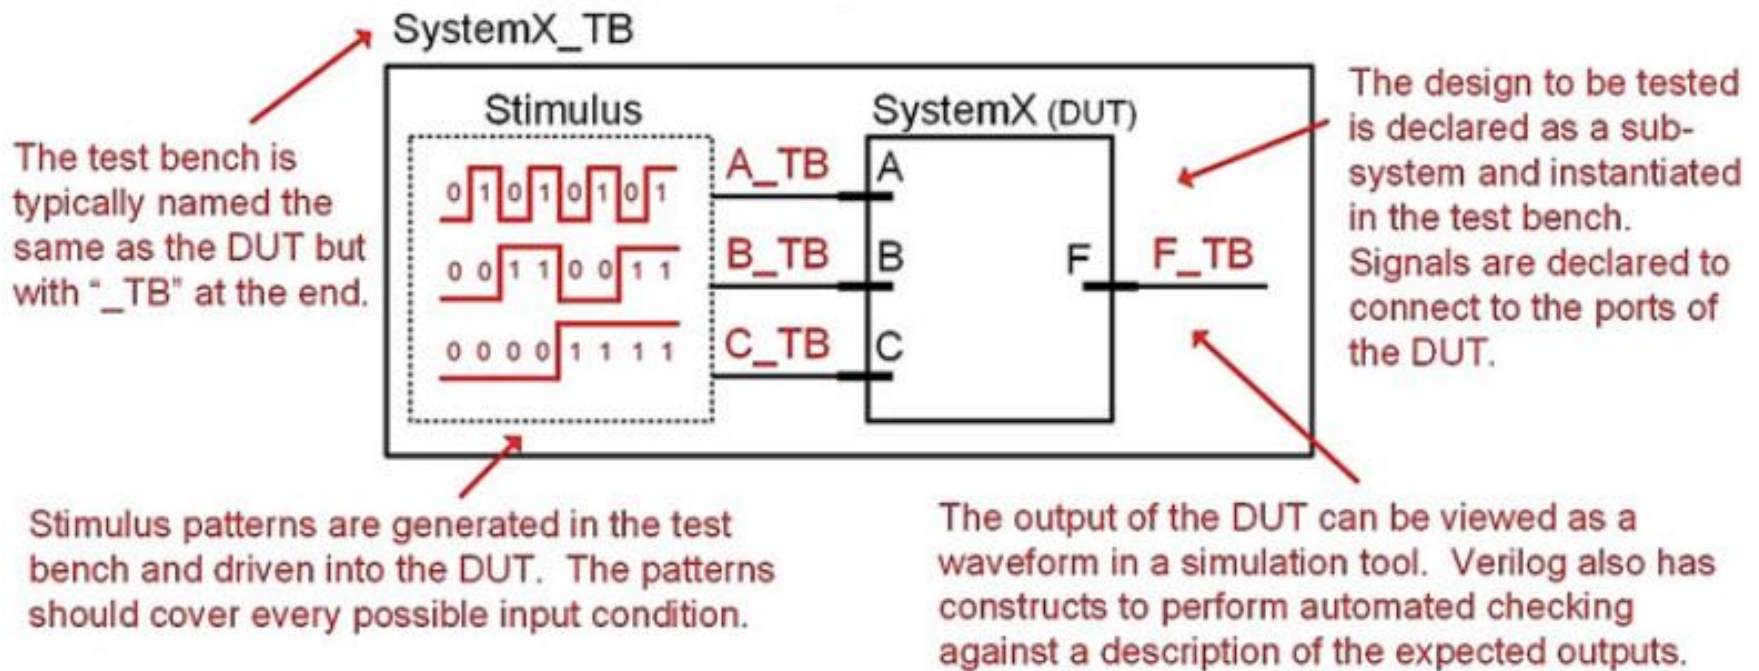 SystemX_TB
The test bench is
typically named the
same as the DUT but
with “_TB” at the end.
Stimulus
0 1 0 1 0 1 0 1
0 0 1 1 0 0 1 1
0 0 0 0 1 1 1 1
A_TB
B_TB
C_TB
SystemX (DUT)
A
B
C
F
F_TB
The design to be tested
is declared as a sub-
system and instantiated
in the test bench.
Signals are declared to
connect to the ports of
the DUT.
Stimulus patterns are generated in the test
bench and driven into the DUT. The patterns
should cover every possible input condition.
The output of the DUT can be viewed as a
waveform in a simulation tool. Verilog also has
constructs to perform automated checking
against a description of the expected outputs.